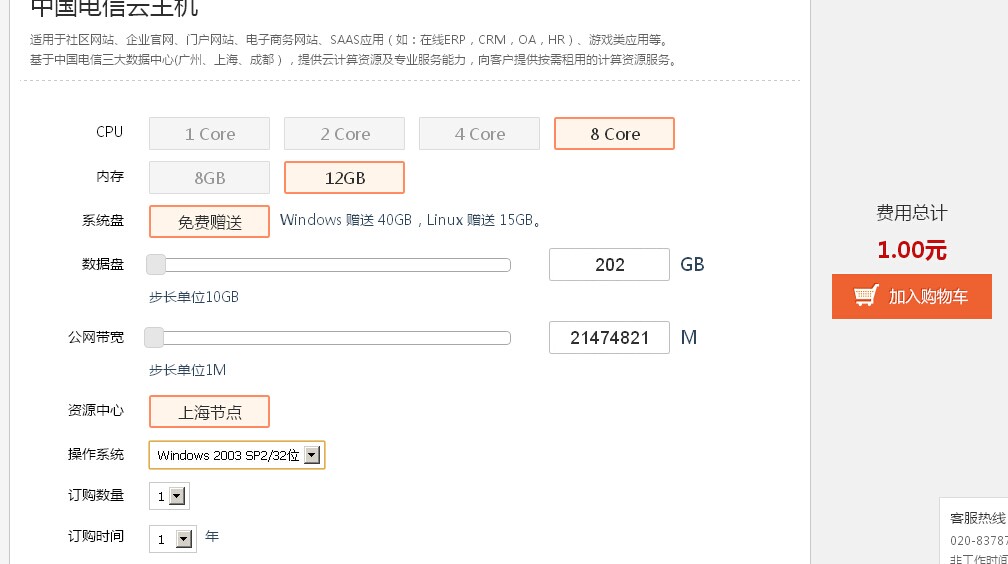 中国电信云主机
适用于社区网站、企业官网、门户网站、电子商务网站、SAAS应用（如：在线ERP，CRM，OA，HR）、游戏类应用等。
基于中国电信三大数据中心(广州、上海、成都），提供云计算资源及专业服务能力，向客户提供按需租用的计算资源服务。
CPU 1 Core 2 Core 4 Core 8 Core
内存 8GB 12GB
系统盘 免费赠送 Windows 赠送 40GB，Linux 赠送 15GB。
数据盘 202 GB
步长单位10GB
公网带宽 21474821 M
步长单位1M
资源中心 上海节点
操作系统 Windows 2003 SP2/32位
订购数量 1
订购时间 1 年
费用总计
1.00元
加入购物车
客服热线
020-83787
非工作时间